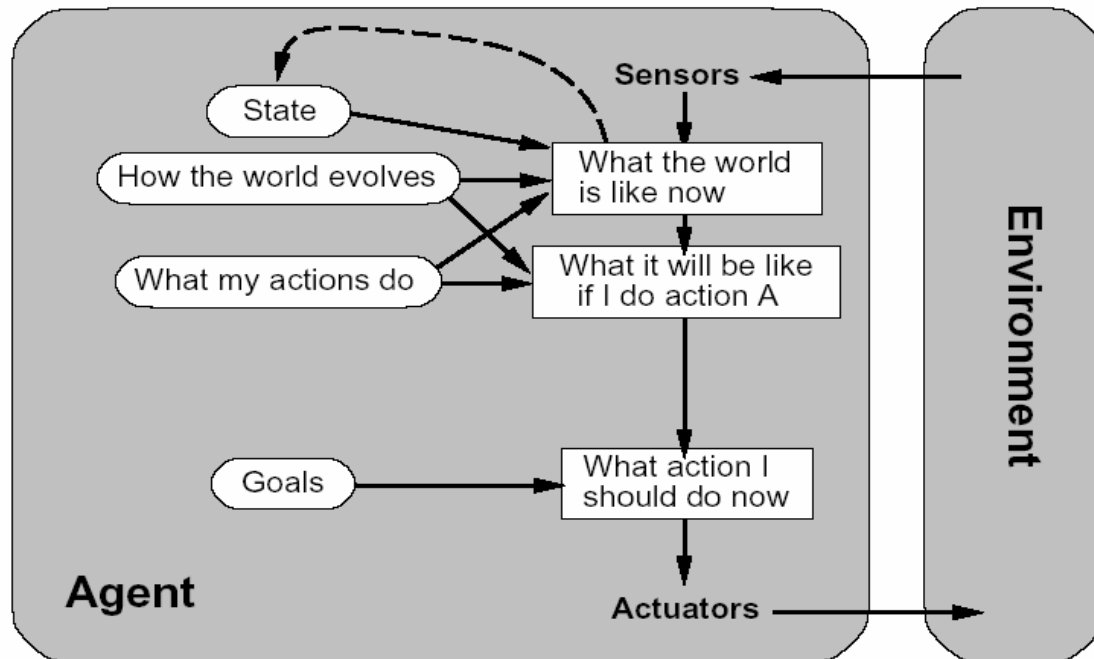 Sensors
State
What the world
is like now
How the world evolves
What my actions do
What it will be like
if I do action A
Environment
Goals
What action I
should do now
Agent
Actuators